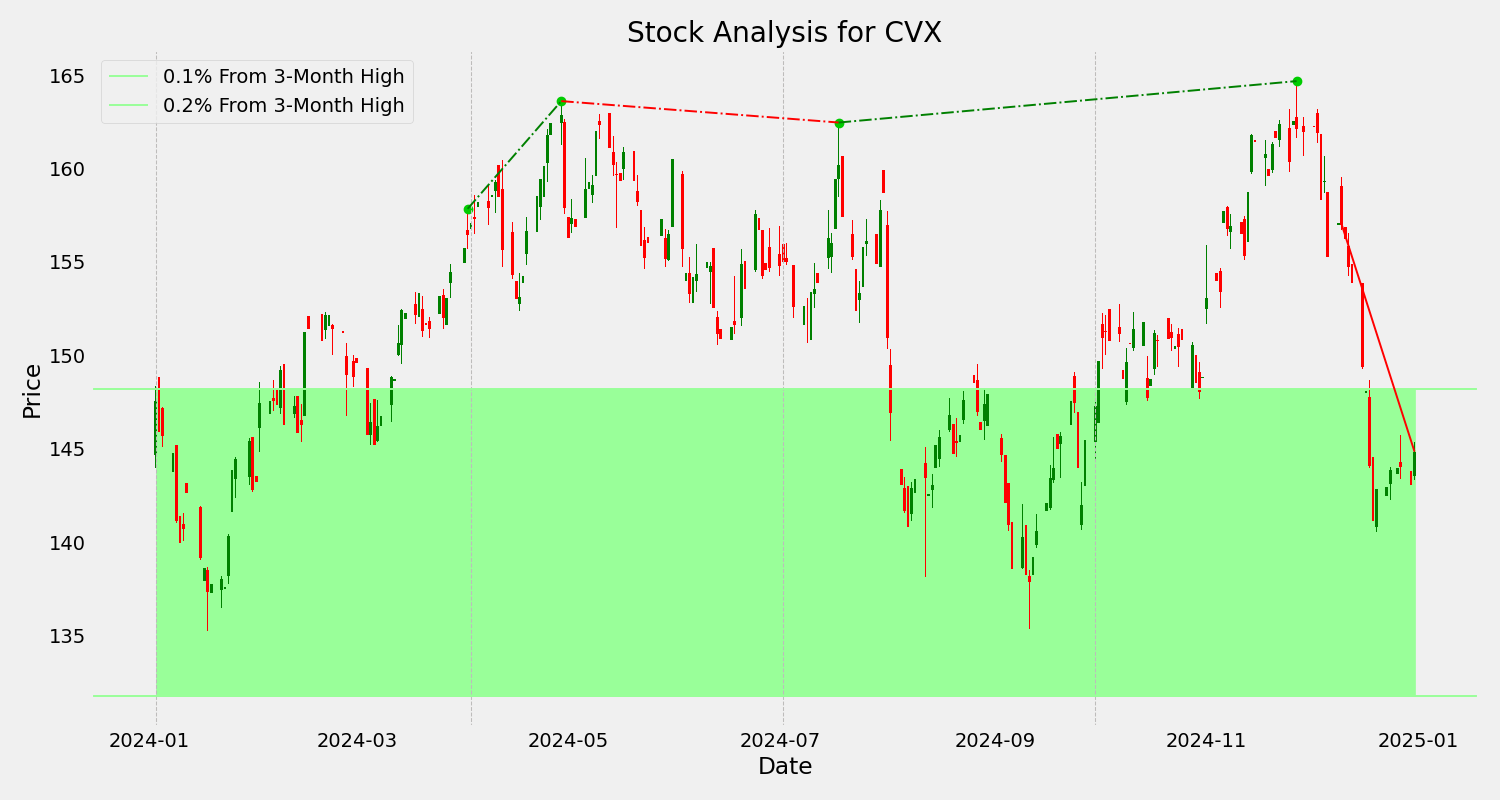 Stock Analysis for CVX
0.1% From 3-Month High
0.2% From 3-Month High
165
160
155
150
145
140
135
Price
2024-01
2024-03
2024-05
2024-07
2024-09
2024-11
2025-01
Date